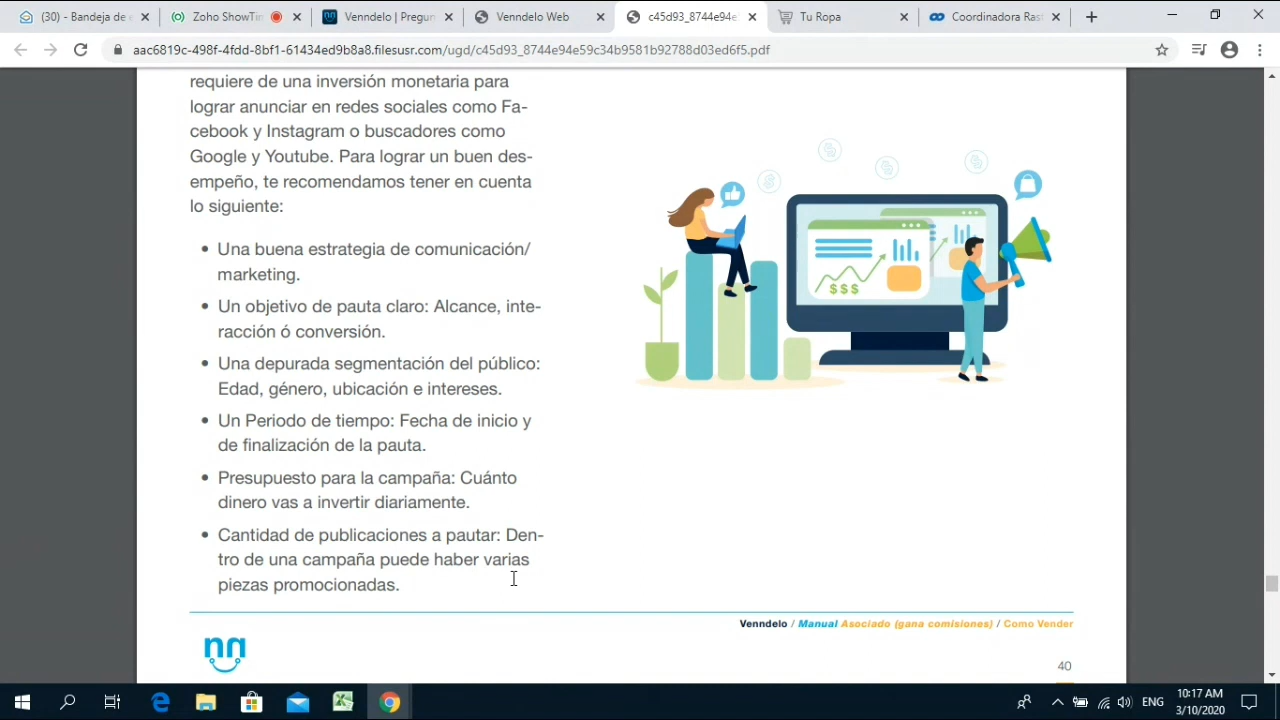 (30) - Bandeja de e
Zoho ShowTim
Venndelo | Pregun
Venndelo Web
c45d93_8744e94e5
Tu Ropa
Coordinadora Rast
aac6819c-498f-4fdd-8bf1-61434ed9b8a8.filesusr.com/ugd/c45d93_8744e94e59c34b9581b92788d03ed6f5.pdf
requiere de una inversión monetaria para
lograr anunciar en redes sociales como Fa-
cebook y Instagram o buscadores como
Google y Youtube. Para lograr un buen des-
empeño, te recomendamos tener en cuenta
lo siguiente:
• Una buena estrategia de comunicación/
marketing.
• Un objetivo de pauta claro: Alcance, inte-
racción ó conversión.
• Una depurada segmentación del público:
Edad, género, ubicación e intereses.
• Un Periodo de tiempo: Fecha de inicio y
de finalización de la pauta.
• Presupuesto para la campaña: Cuánto
dinero vas a invertir diariamente.
• Cantidad de publicaciones a pautar: Den-
tro de una campaña puede haber varias
piezas promocionadas.
$$$
Venndelo / Manual Asociado (gana comisiones) / Como Vender
40
ENG
10:17 AM
3/10/2020